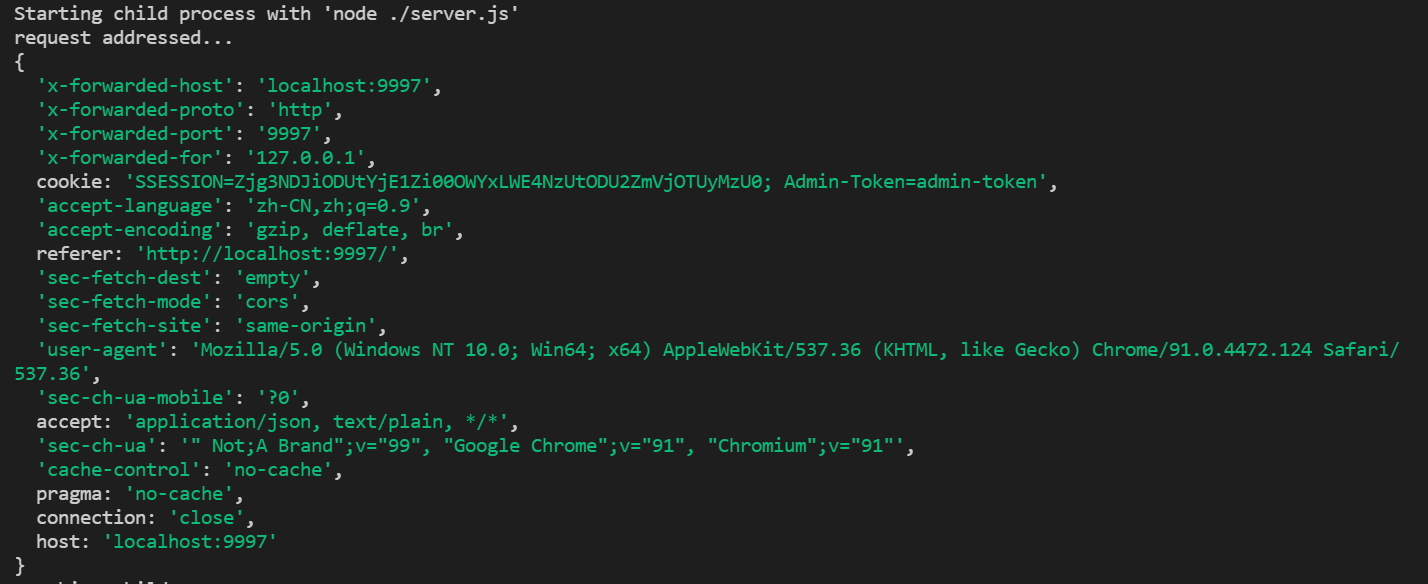 Starting child process with 'node ./server.js'
request addressed...
{
  'x-forwarded-host': 'localhost:9997',
  'x-forwarded-proto': 'http',
  'x-forwarded-port': '9997',
  'x-forwarded-for': '127.0.0.1',
  cookie: 'SSESSION=Zjg3NDJiODUtYjE1Zi00OWYxLWE4NzUtODU2ZmVjOTUyMzU0; Admin-Token=admin-token',
  'accept-language': 'zh-CN,zh;q=0.9',
  'accept-encoding': 'gzip, deflate, br',
  referer: 'http://localhost:9997/',
  'sec-fetch-dest': 'empty',
  'sec-fetch-mode': 'cors',
  'sec-fetch-site': 'same-origin',
  'user-agent': 'Mozilla/5.0 (Windows NT 10.0; Win64; x64) AppleWebKit/537.36 (KHTML, like Gecko) Chrome/91.0.4472.124 Safari/
537.36',
  'sec-ch-ua-mobile': '?0',
  accept: 'application/json, text/plain, */*',
  'sec-ch-ua': '" Not;A Brand";v="99", "Google Chrome";v="91", "Chromium";v="91"',
  'cache-control': 'no-cache',
  pragma: 'no-cache',
  connection: 'close',
  host: 'localhost:9997'
}